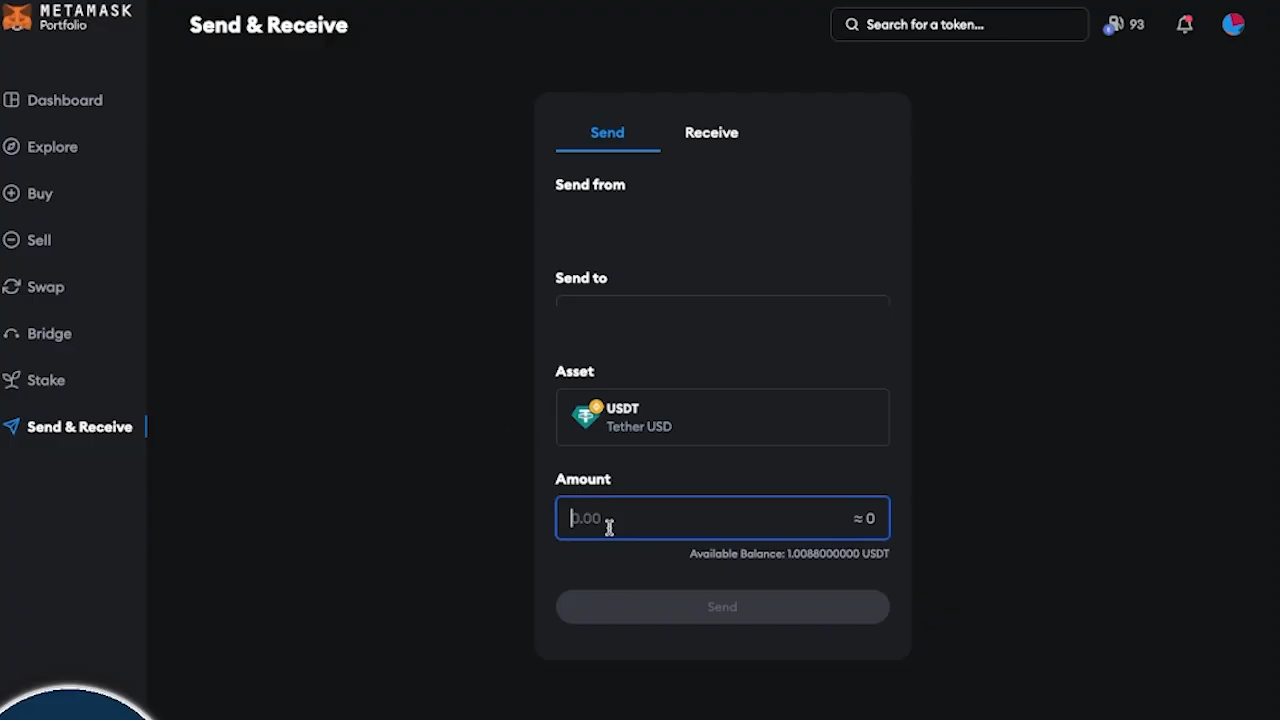 METAMASK
Portfolio
Send & Receive
Search for a token...
93
Dashboard
Explore
Buy
Sell
Swap
Bridge
Stake
Send & Receive
Send
Receive
Send from
Send to
Asset
USDT
Tether USD
Amount
0.00
≈ 0
Available Balance: 1.0088000000 USDT
Send